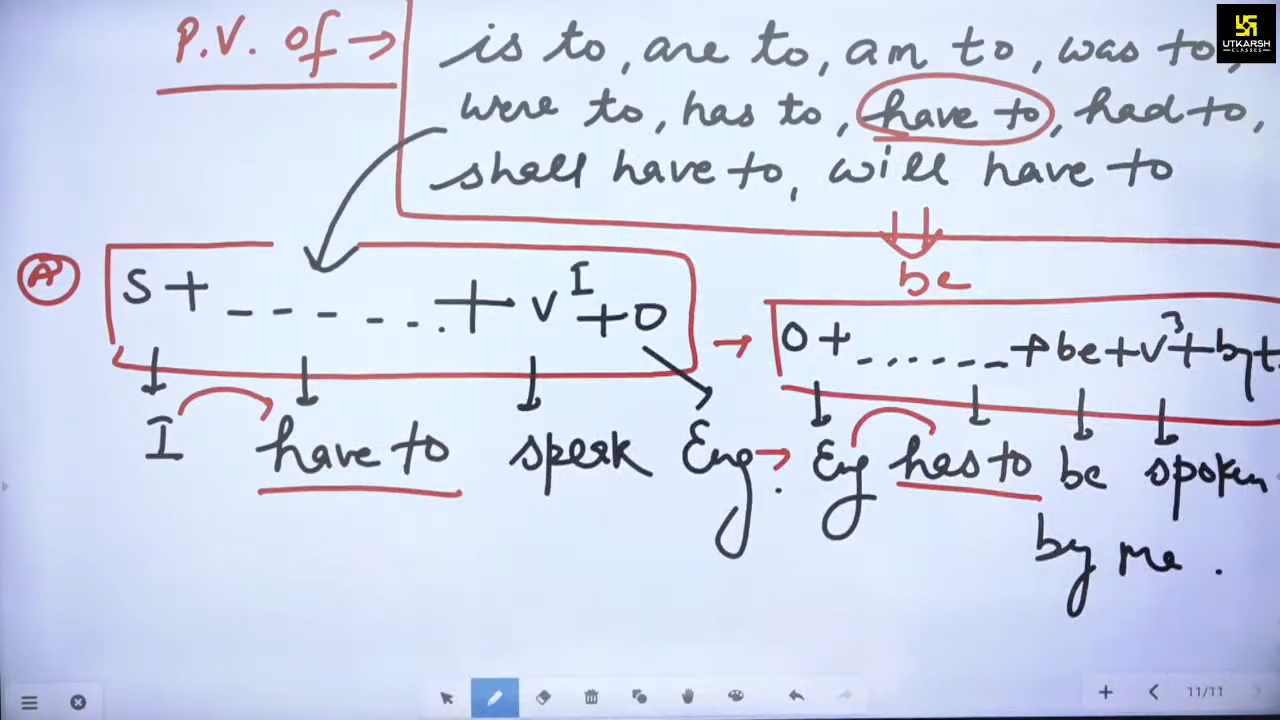 P.V. of → is to, are to, am to, was to,
were to, has to, have to, had to,
shall have to, will have to
be
A S + ------ + V I + O → O + ------ + be + V 3 + by +
I have to speak Eng. → Eng has to be spoken
by me.
UTKARSH
CLASSES
11/11